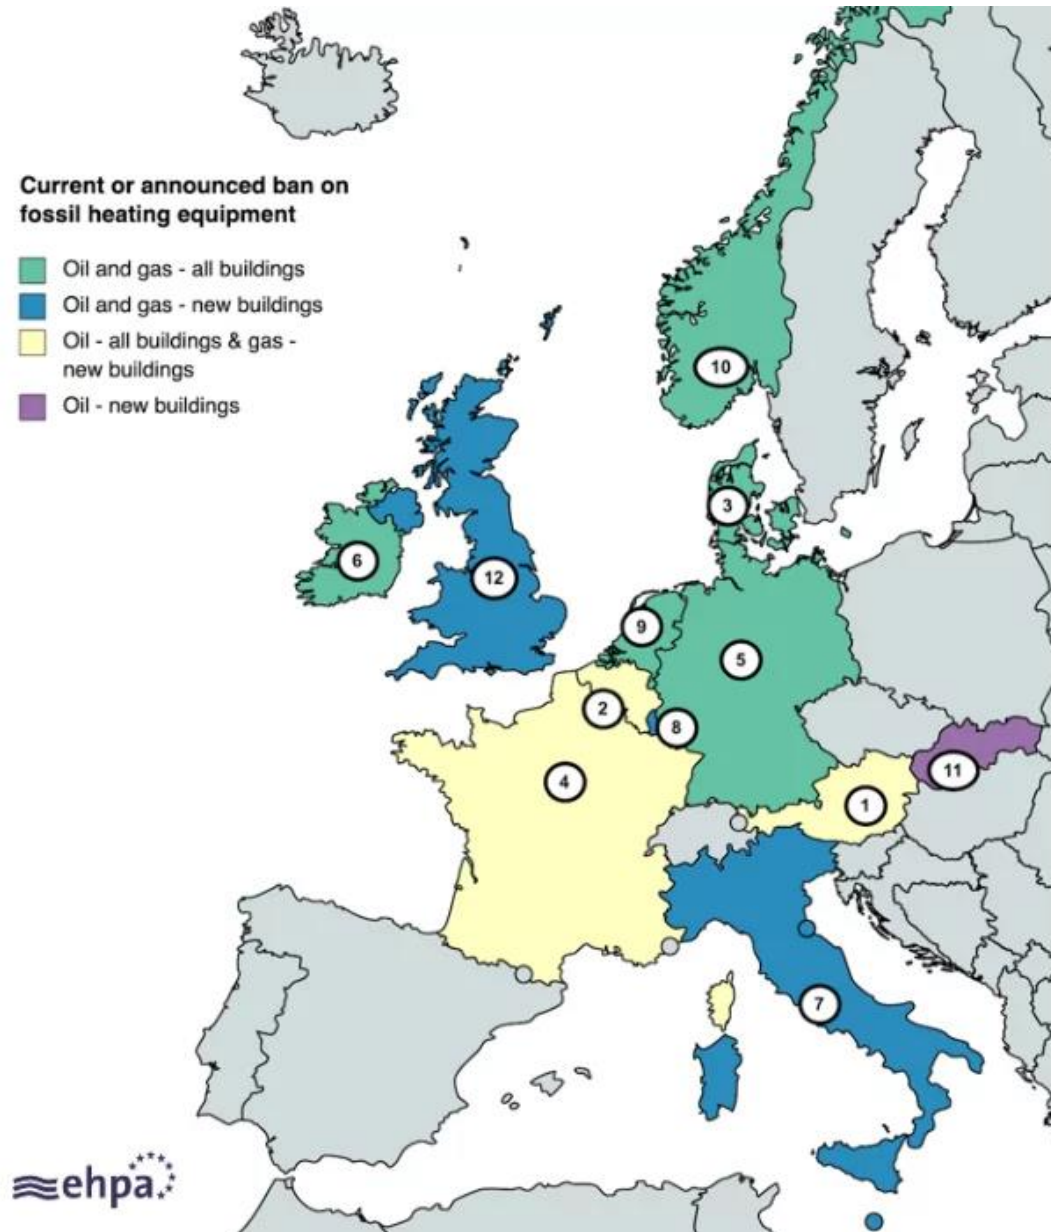 Current or announced ban on
fossil heating equipment
Oil and gas - all buildings
Oil and gas - new buildings
Oil - all buildings & gas -
new buildings
Oil - new buildings
10
3
6
12
9
5
2
8
4
11
1
7
ehpa